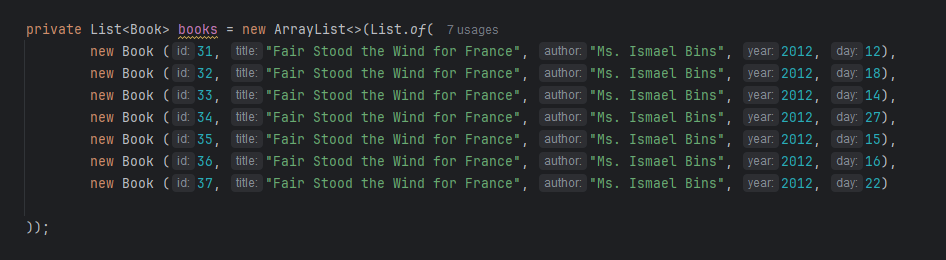 private List<Book> books = new ArrayList<>(List.of( 7 usages
new Book ( id: 31, title: "Fair Stood the Wind for France", author: "Ms. Ismael Bins", year: 2012, day: 12),
new Book ( id: 32, title: "Fair Stood the Wind for France", author: "Ms. Ismael Bins", year: 2012, day: 18),
new Book ( id: 33, title: "Fair Stood the Wind for France", author: "Ms. Ismael Bins", year: 2012, day: 14),
new Book ( id: 34, title: "Fair Stood the Wind for France", author: "Ms. Ismael Bins", year: 2012, day: 27),
new Book ( id: 35, title: "Fair Stood the Wind for France", author: "Ms. Ismael Bins", year: 2012, day: 15),
new Book ( id: 36, title: "Fair Stood the Wind for France", author: "Ms. Ismael Bins", year: 2012, day: 16),
new Book ( id: 37, title: "Fair Stood the Wind for France", author: "Ms. Ismael Bins", year: 2012, day: 22)
));